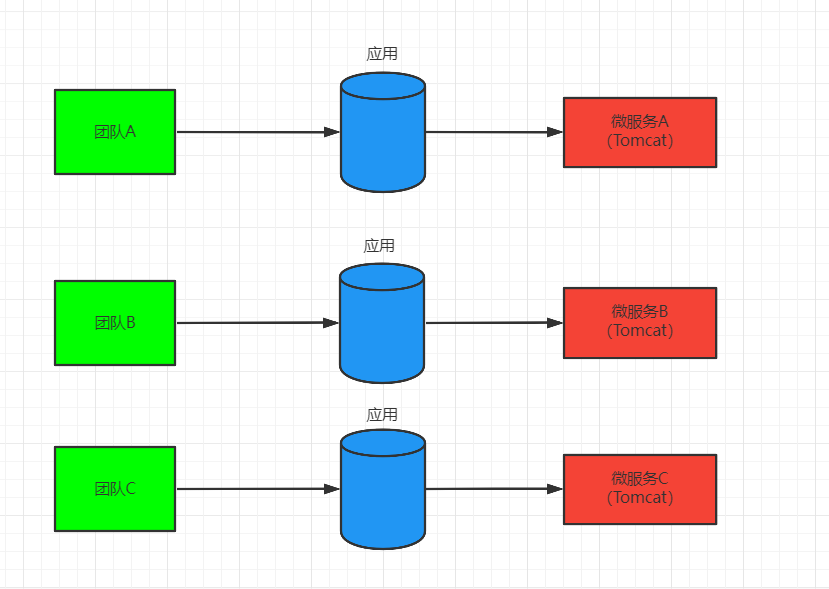 应用
团队A
微服务A
（Tomcat）
应用
团队B
微服务B
（Tomcat）
应用
团队C
微服务C
（Tomcat）